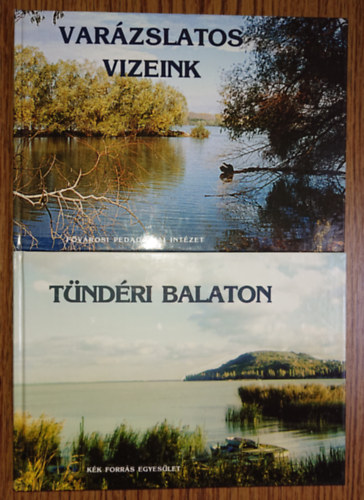 VARÁZSLATOS
VIZEINK
FŐVÁROSI PEDAGÓGIAI INTÉZET
TÜNDÉRI BALATON
KÉK FORRÁS EGYESÜLET